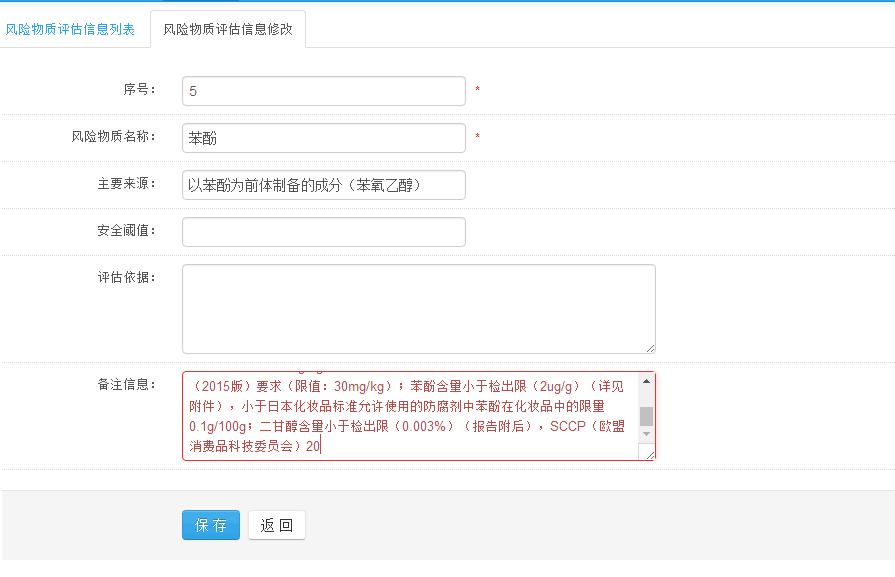 风险物质评估信息列表 风险物质评估信息修改
序号： 5 *
风险物质名称： 苯酚 *
主要来源： 以苯酚为前体制备的成分（苯氧乙醇）
安全阈值：
评估依据：
备注信息：
（2015版）要求（限值：30mg/kg）；苯酚含量小于检出限（2ug/g）（详见
附件），小于日本化妆品标准允许使用的防腐剂中苯酚在化妆品中的限量
0.1g/100g；二甘醇含量小于检出限（0.003%）（报告附后），SCCP（欧盟
消费品科技委员会）20
保 存 返 回